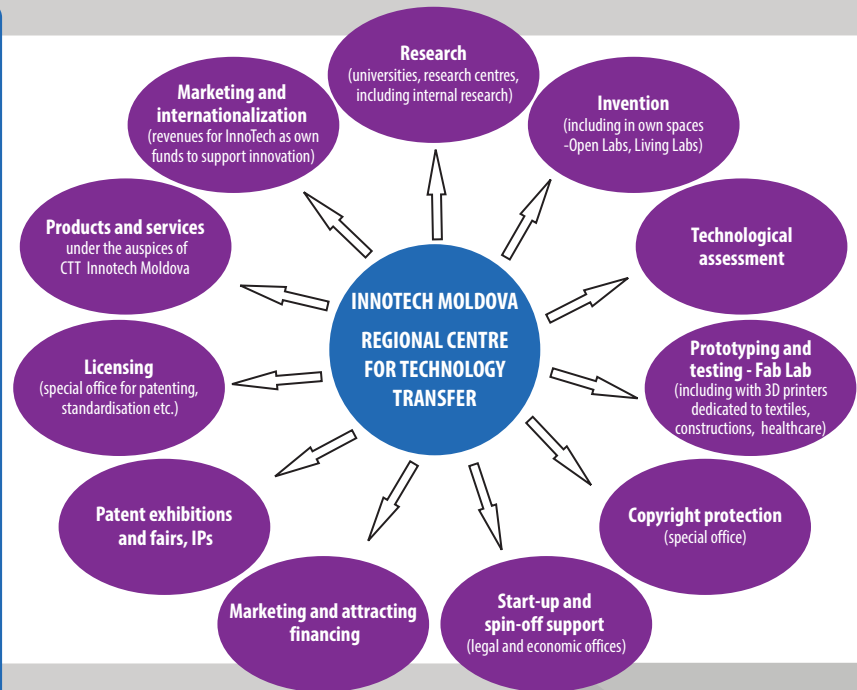 Research
(universities, research centres,
including internal research)
Invention
(including in own spaces
-Open Labs, Living Labs)
Technological
assessment
Prototyping and
testing - Fab Lab
(including with 3D printers
dedicated to textiles,
constructions, healthcare)
Copyright protection
(special office)
Start-up and
spin-off support
(legal and economic offices)
Marketing and attracting
financing
Patent exhibitions
and fairs, IPs
Licensing
(special office for patenting,
standardisation etc.)
Products and services
under the auspices of
CTT Innotech Moldova
Marketing and
internationalization
(revenues for InnoTech as own
funds to support innovation)
INNOTECH MOLDOVA
REGIONAL CENTRE
FOR TECHNOLOGY
TRANSFER